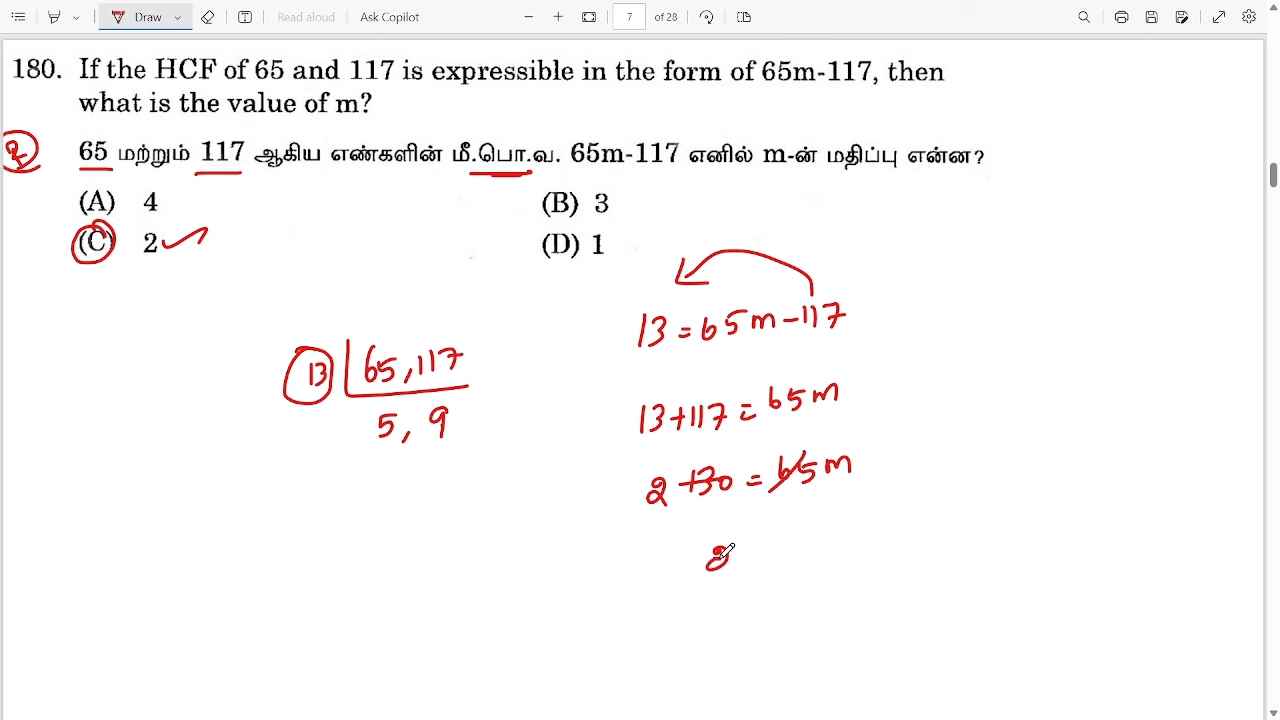 Draw
Read aloud
Ask Copilot
7 of 28
180. If the HCF of 65 and 117 is expressible in the form of 65m-117, then
what is the value of m?
2
65 மற்றும் 117 ஆகிய எண்களின் மீ.பொ.வ. 65m-117 எனில் m-ன் மதிப்பு என்ன?
(A) 4
(B) 3
(C) 2
(D) 1
13 = 65m-117
13 65, 117
5, 9
13+117 = 65m
2 130 = 65m